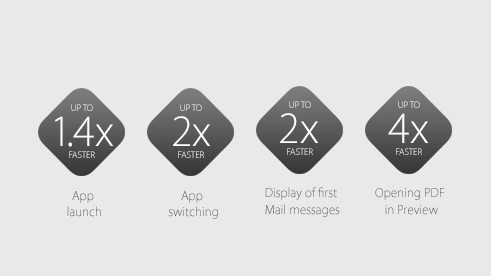 UP TO
1.4x
FASTER
App
launch
UP TO
2x
FASTER
App
switching
UP TO
2x
FASTER
Display of first
Mail messages
UP TO
4x
FASTER
Opening PDF
in Preview